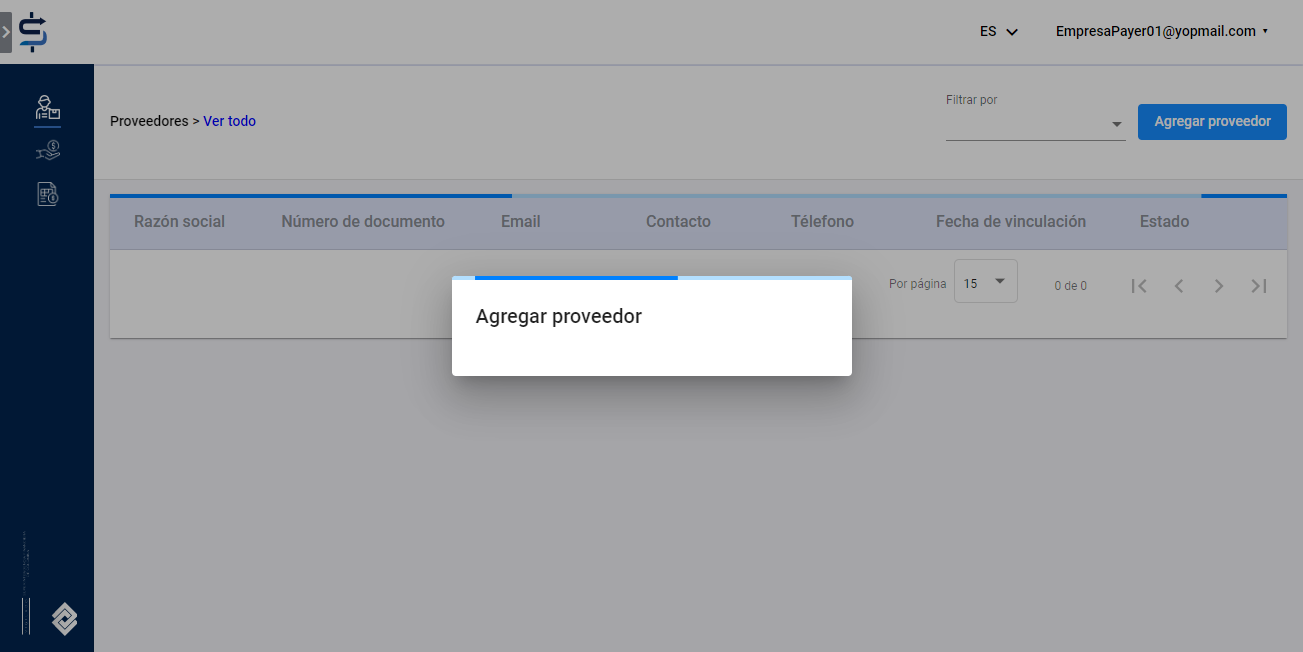 ES
EmpresaPayer01@yopmail.com
Proveedores > Ver todo
Filtrar por
Agregar proveedor
Razón social Número de documento Email Contacto Télefono Fecha de vinculación Estado
Por página 15 0 de 0
Agregar proveedor